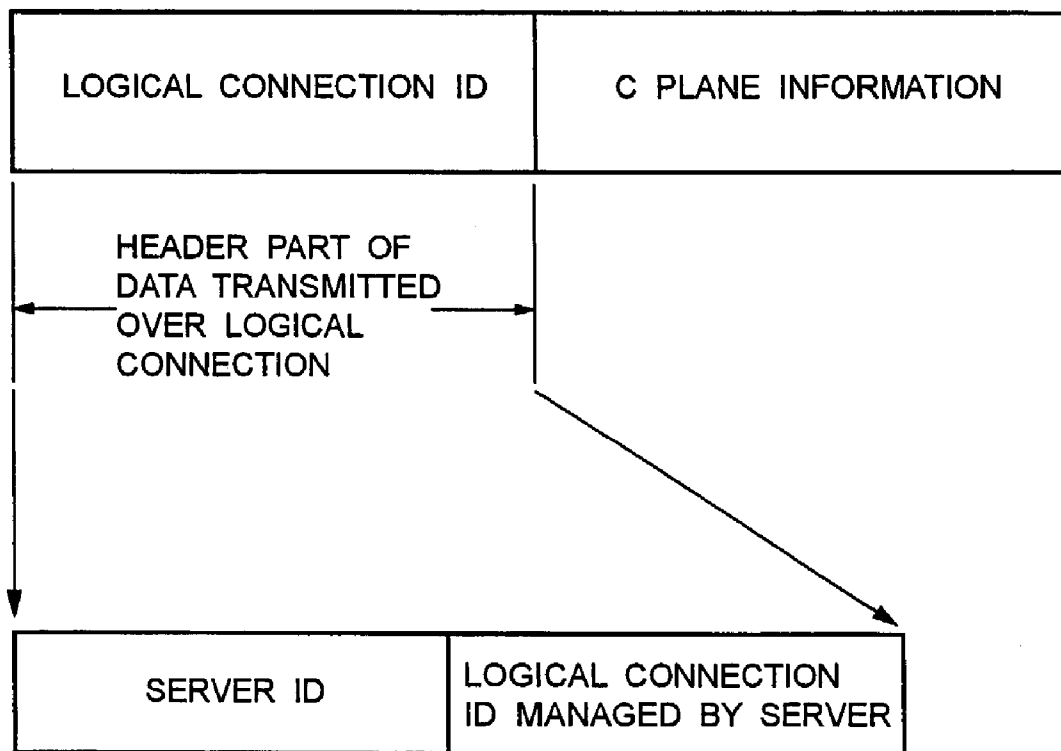 LOGICAL CONNECTION ID
C PLANE INFORMATION
HEADER PART OF
DATA TRANSMITTED
OVER LOGICAL
CONNECTION
SERVER ID
LOGICAL CONNECTION
ID MANAGED BY SERVER